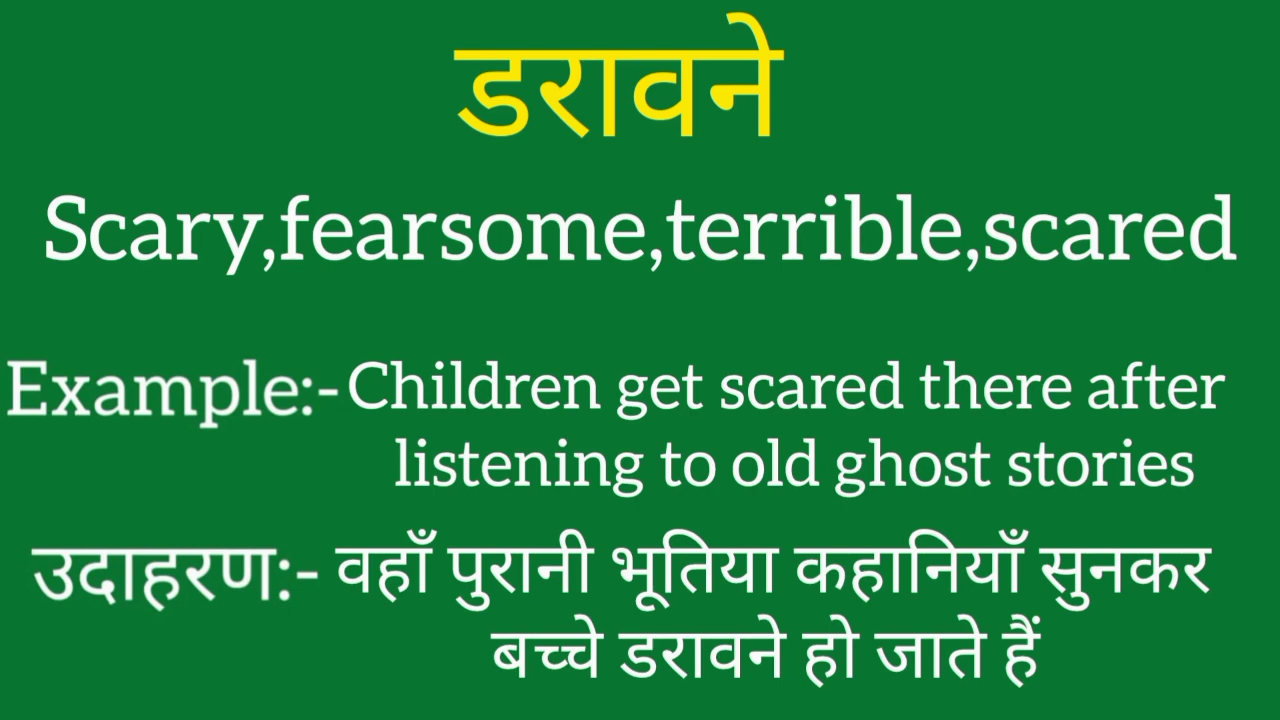 डरावने
Scary,fearsome,terrible,scared
Example:- Children get scared there after
listening to old ghost stories
उदाहरण:- वहाँ पुरानी भूतिया कहानियाँ सुनकर
बच्चे डरावने हो जाते हैं